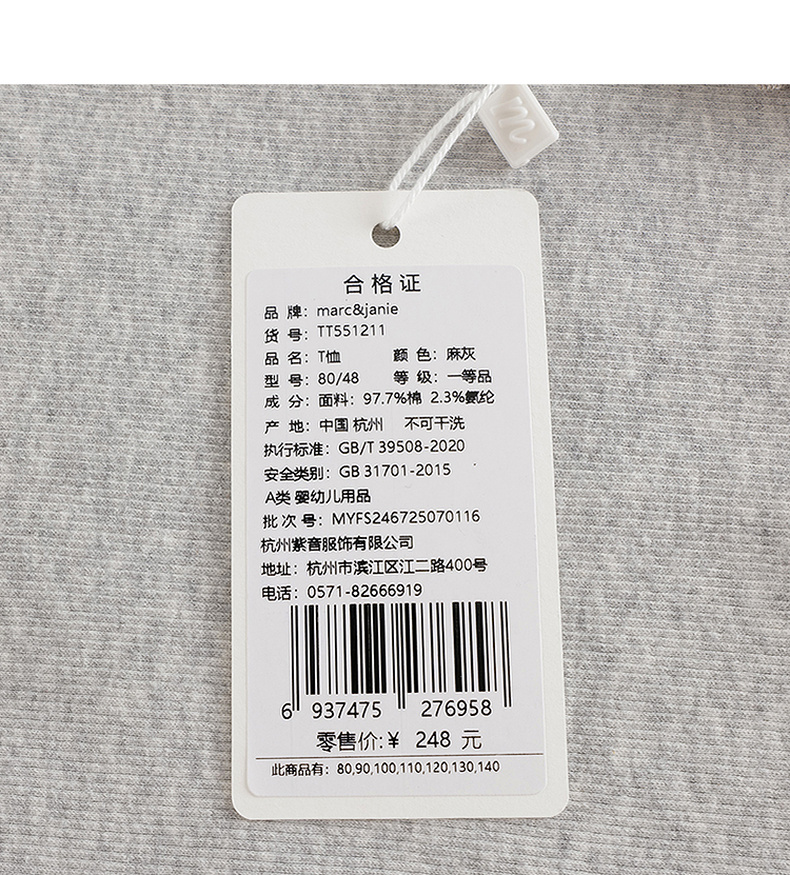 合格证
品 牌：marc&janie
货 号：TT551211
品 名：T恤 颜 色：麻灰
型 号：80/48 等 级：一等品
成 分：面料：97.7%棉 2.3%氨纶
产 地：中国 杭州 不可干洗
执行标准：GB/T 39508-2020
安全类别：GB 31701-2015
A类 婴幼儿用品
批 次 号：MYFS246725070116
杭州紫音服饰有限公司
地址：杭州市滨江区江二路400号
电话：0571-82666919
6 937475 276958
零售价:¥ 248 元
此商品有：80,90,100,110,120,130,140